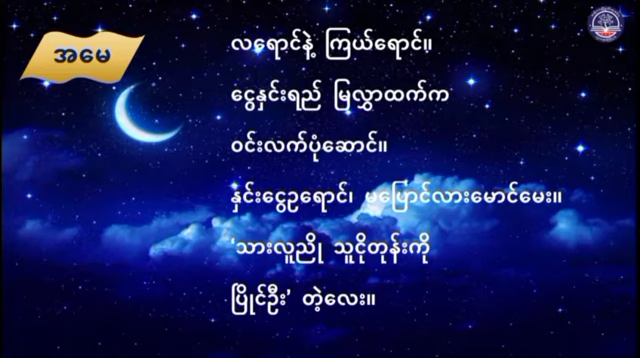 အမေ
လရောင်နဲ့ ကြယ်ရောင်။
ငွေနှင်းရည် မြလွှာထက်က
ဝင်းလက်ပုံဆောင်။
နှင်းငွေဥရောင်၊ မပြောင်လားမောင်မေး။
‘သားလူညို သူငိုတုန်းကို
ပြိုင်ဦး’ တဲ့လေး။